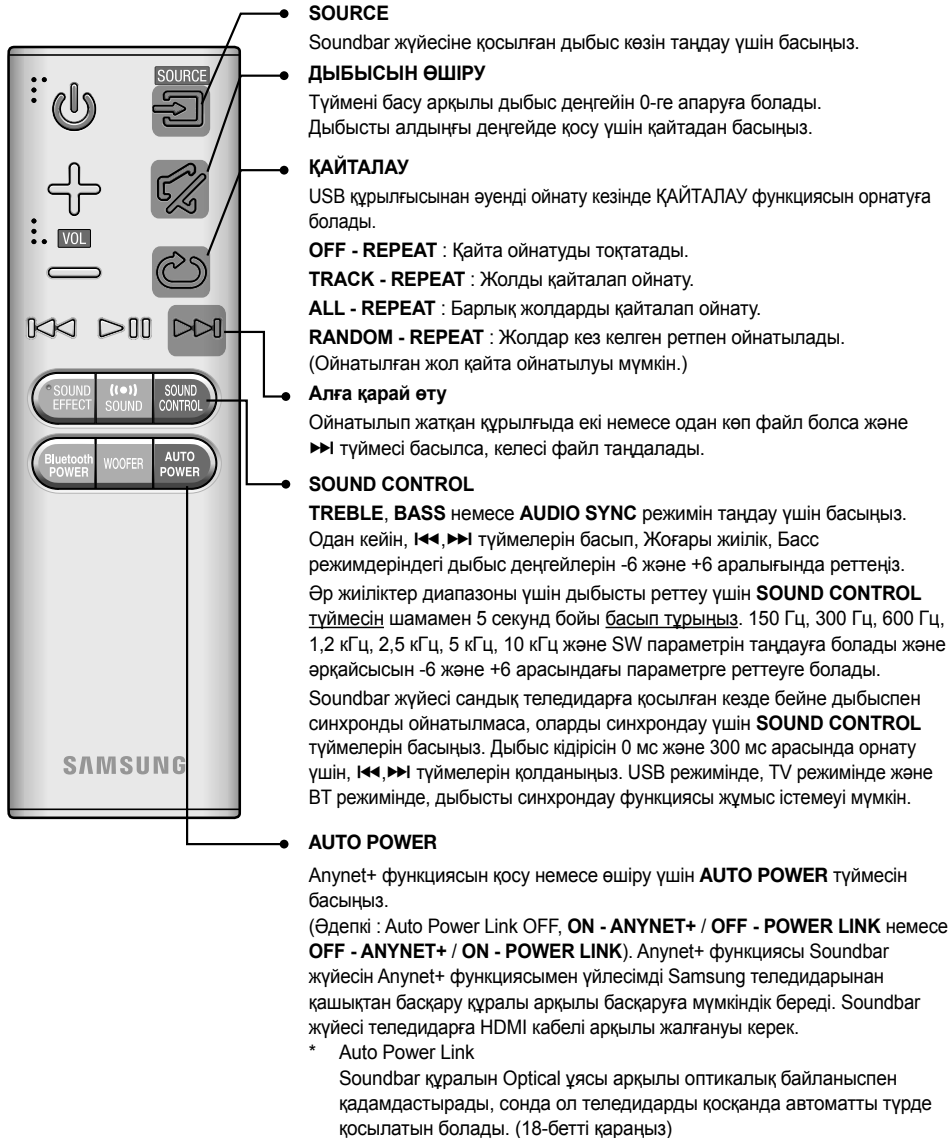 SOURCE
Soundbar жүйесіне қосылған дыбыс көзін таңдау үшін басыңыз.
ДЫБЫСЫН ӨШІРУ
Түймені басу арқылы дыбыс деңгейін 0-ге апаруға болады.
Дыбысты алдыңғы деңгейде қосу үшін қайтадан басыңыз.
ҚАЙТАЛАУ
USB құрылғысынан әуенді ойнату кезінде ҚАЙТАЛАУ функциясын орнатуға
болады.
OFF - REPEAT : Қайта ойнатуды тоқтатады.
TRACK - REPEAT : Жолды қайталап ойнату.
ALL - REPEAT : Барлық жолдарды қайталап ойнату.
RANDOM - REPEAT : Жолдар кез келген ретпен ойнатылады.
(Ойнатылған жол қайта ойнатылуы мүмкін.)
Алға қарай өту
Ойнатылып жатқан құрылғыда екі немесе одан көп файл болса және
⏭ түймесі басылса, келесі файл таңдалады.
SOUND CONTROL
TREBLE, BASS немесе AUDIO SYNC режимін таңдау үшін басыңыз.
Одан кейін, ⏮,⏭ түймелерін басып, Жоғары жиілік, Басс
режимдеріндегі дыбыс деңгейлерін -6 және +6 аралығында реттеңіз.
Әр жиіліктер диапазоны үшін дыбысты реттеу үшін SOUND CONTROL
түймесін шамамен 5 секунд бойы басып тұрыңыз. 150 Гц, 300 Гц, 600 Гц,
1,2 кГц, 2,5 кГц, 5 кГц, 10 кГц және SW параметрін таңдауға болады және
әрқайсысын -6 және +6 арасындағы параметрге реттеуге болады.
Soundbar жүйесі сандық теледидарға қосылған кезде бейне дыбыспен
синхронды ойнатылмаса, оларды синхрондау үшін SOUND CONTROL
түймелерін басыңыз. Дыбыс кідірісін 0 мс және 300 мс арасында орнату
үшін, ⏮,⏭ түймелерін қолданыңыз. USB режимінде, TV режимінде және
BT режимінде, дыбысты синхрондау функциясы жұмыс істемеуі мүмкін.
AUTO POWER
Anynet+ функциясын қосу немесе өшіру үшін AUTO POWER түймесін
басыңыз.
(Әдепкі : Auto Power Link OFF, ON - ANYNET+ / OFF - POWER LINK немесе
OFF - ANYNET+ / ON - POWER LINK). Anynet+ функциясы Soundbar
жүйесін Anynet+ функциясымен үйлесімді Samsung теледидарынан
қашықтан басқару құралы арқылы басқаруға мүмкіндік береді. Soundbar
жүйесі теледидарға HDMI кабелі арқылы жалғануы керек.
* Auto Power Link
Soundbar құралын Optical ұясы арқылы оптикалық байланыспен
қадамдастырады, сонда ол теледидарды қосқанда автоматты түрде
қосылатын болады. (18-бетті қараңыз)
SOURCE
VOL
SOUND EFFECT
SOUND
SOUND CONTROL
Bluetooth POWER
WOOFER
AUTO POWER
SAMSUNG